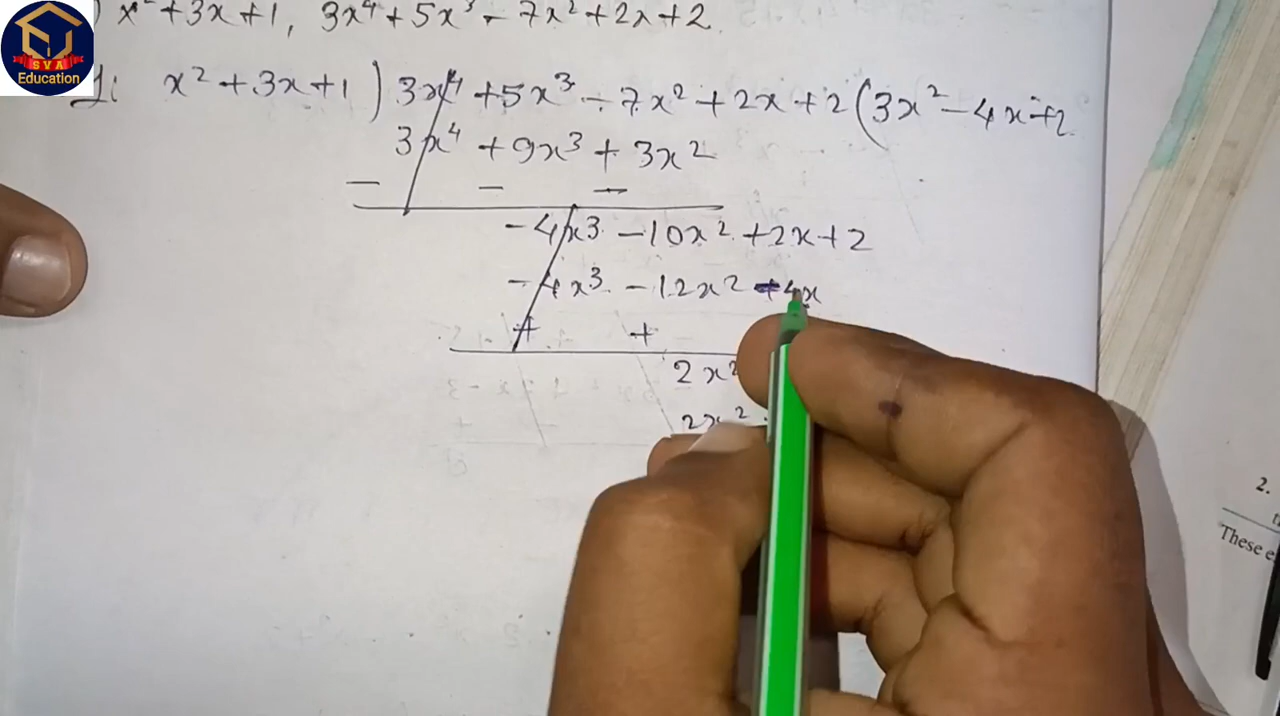 SVA
Education
) x² + 3x + 1, 3x⁴ + 5x³ - 7x² + 2x + 2
x² + 3x + 1 ) 3x⁴ + 5x³ - 7x² + 2x + 2 ( 3x² - 4x + 2
3x⁴ + 9x³ + 3x²
- - -
- 4x³ - 10x² + 2x + 2
- 4x³ - 12x² - 4x
+ +
2x²
2x²
2.
These e